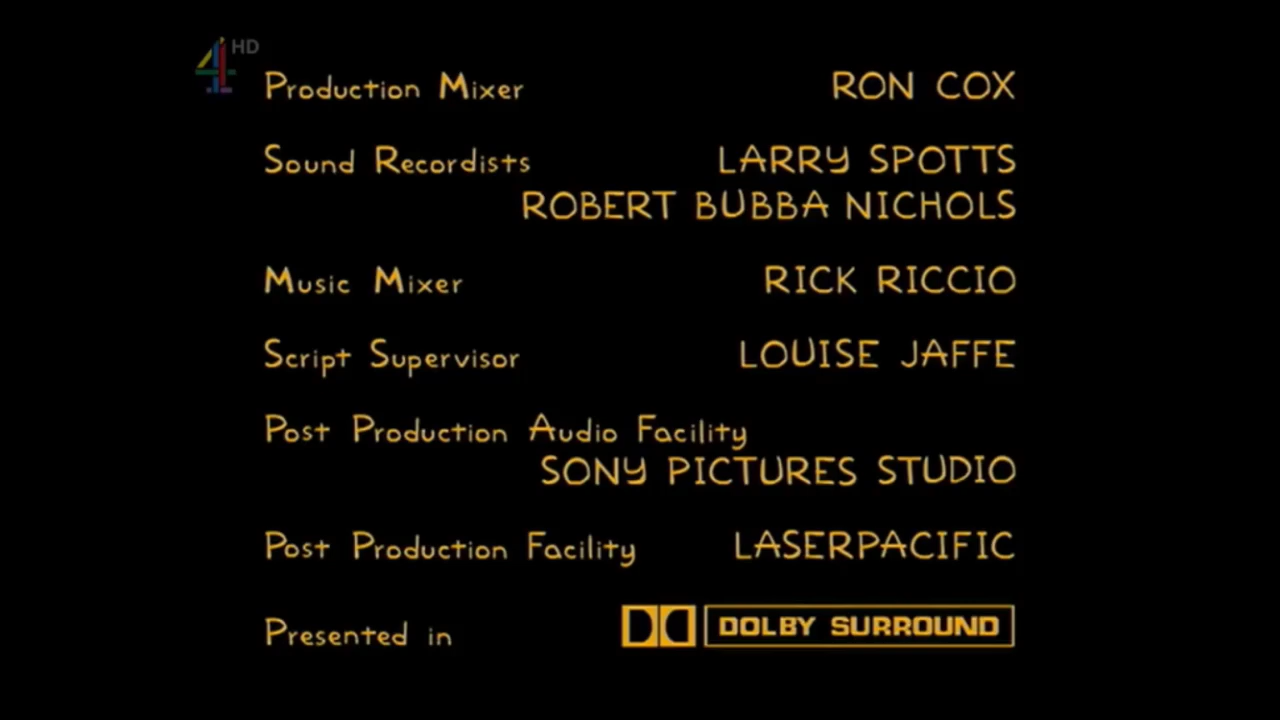 4 HD
Production Mixer RON COX
Sound Recordists LARRY SPOTTS
ROBERT BUBBA NICHOLS
Music Mixer RICK RICCIO
Script Supervisor LOUISE JAFFE
Post Production Audio Facility
SONY PICTURES STUDIO
Post Production Facility LASERPACIFIC
Presented in DOLBY SURROUND